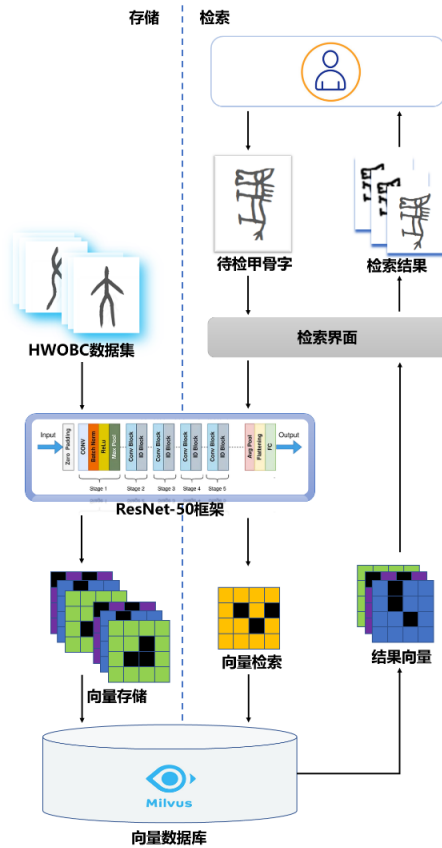 存储
检索
待检甲骨字
检索结果
HWOBC数据集
检索界面
Input
Zero Padding
CONV
Batch Norm
ReLu
Max Pool
Conv Block
ID Block
Conv Block
ID Block
Conv Block
ID Block
Conv Block
ID Block
Avg Pool
Flattening
FC
Output
Stage 1
Stage 2
Stage 3
Stage 4
Stage 5
ResNet-50框架
向量存储
向量检索
结果向量
Milvus
向量数据库